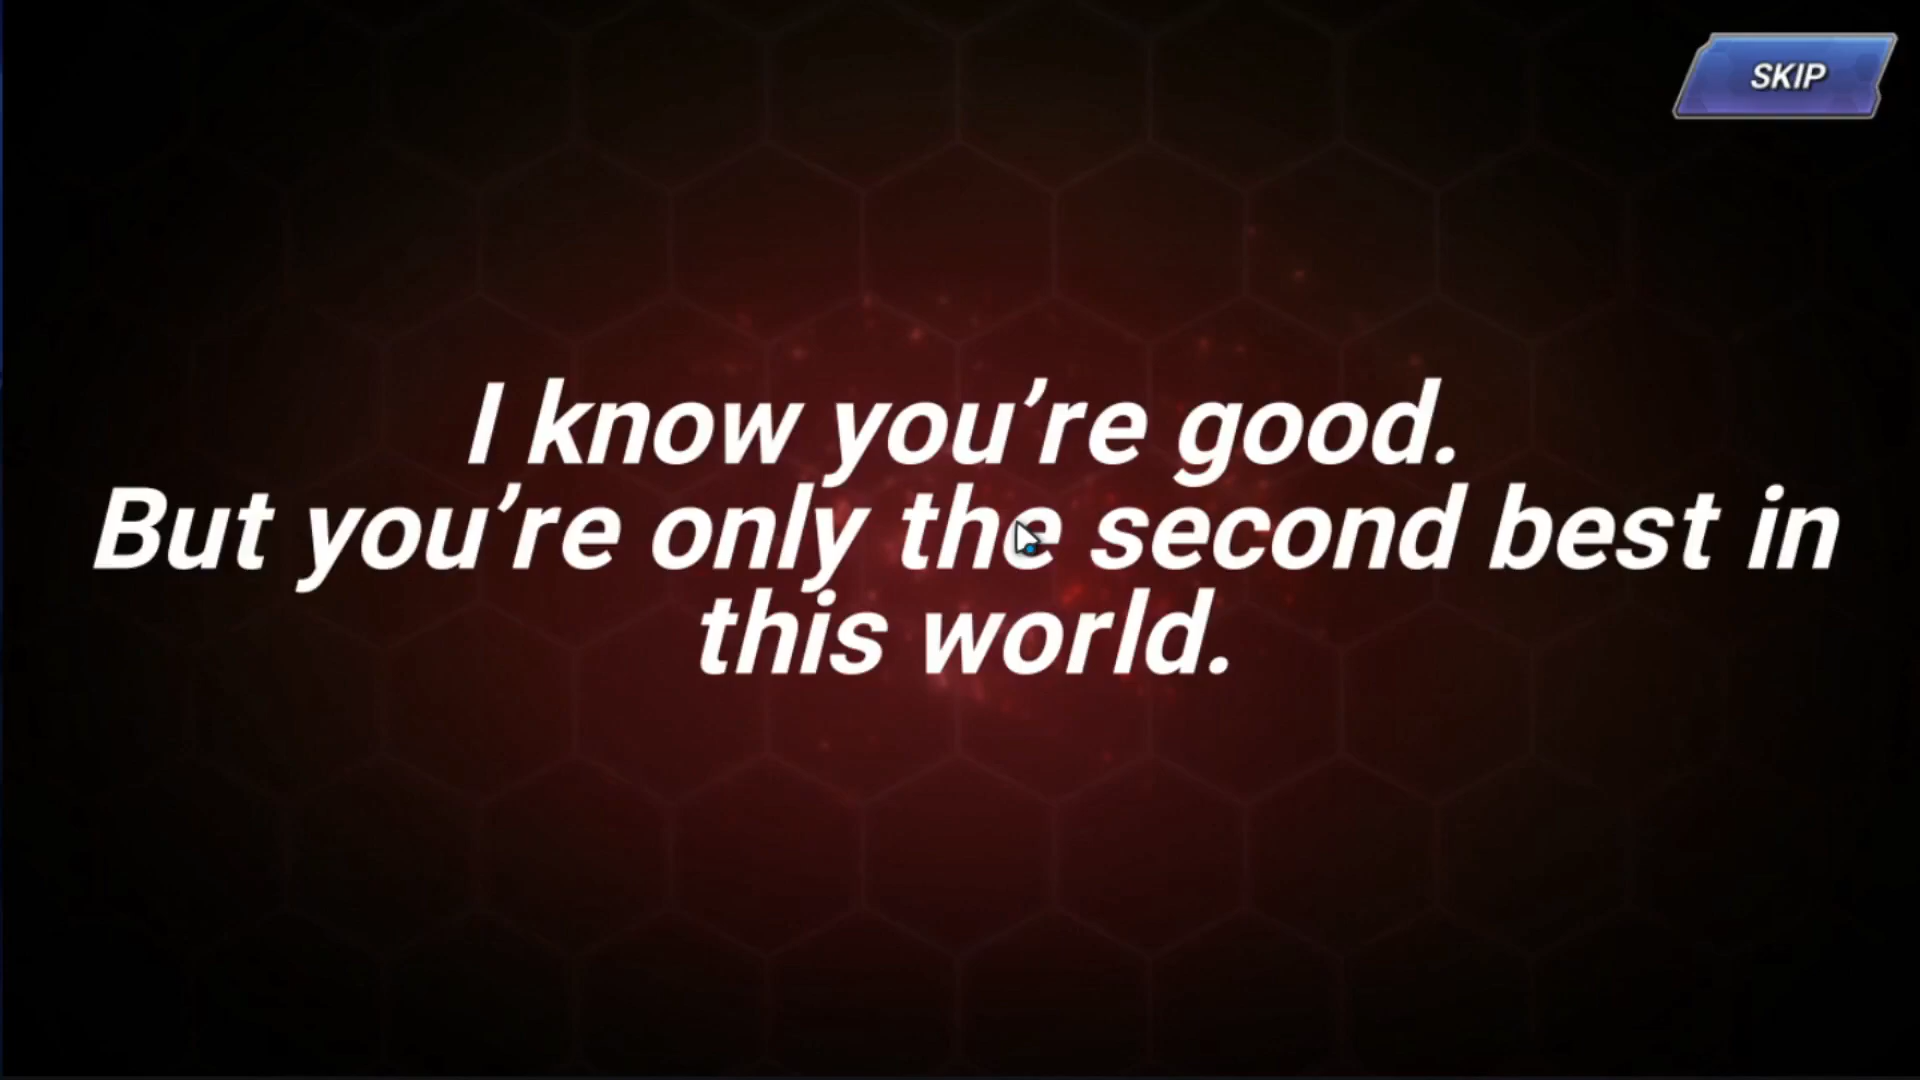 SKIP
I know you’re good.
But you’re only the second best in
this world.